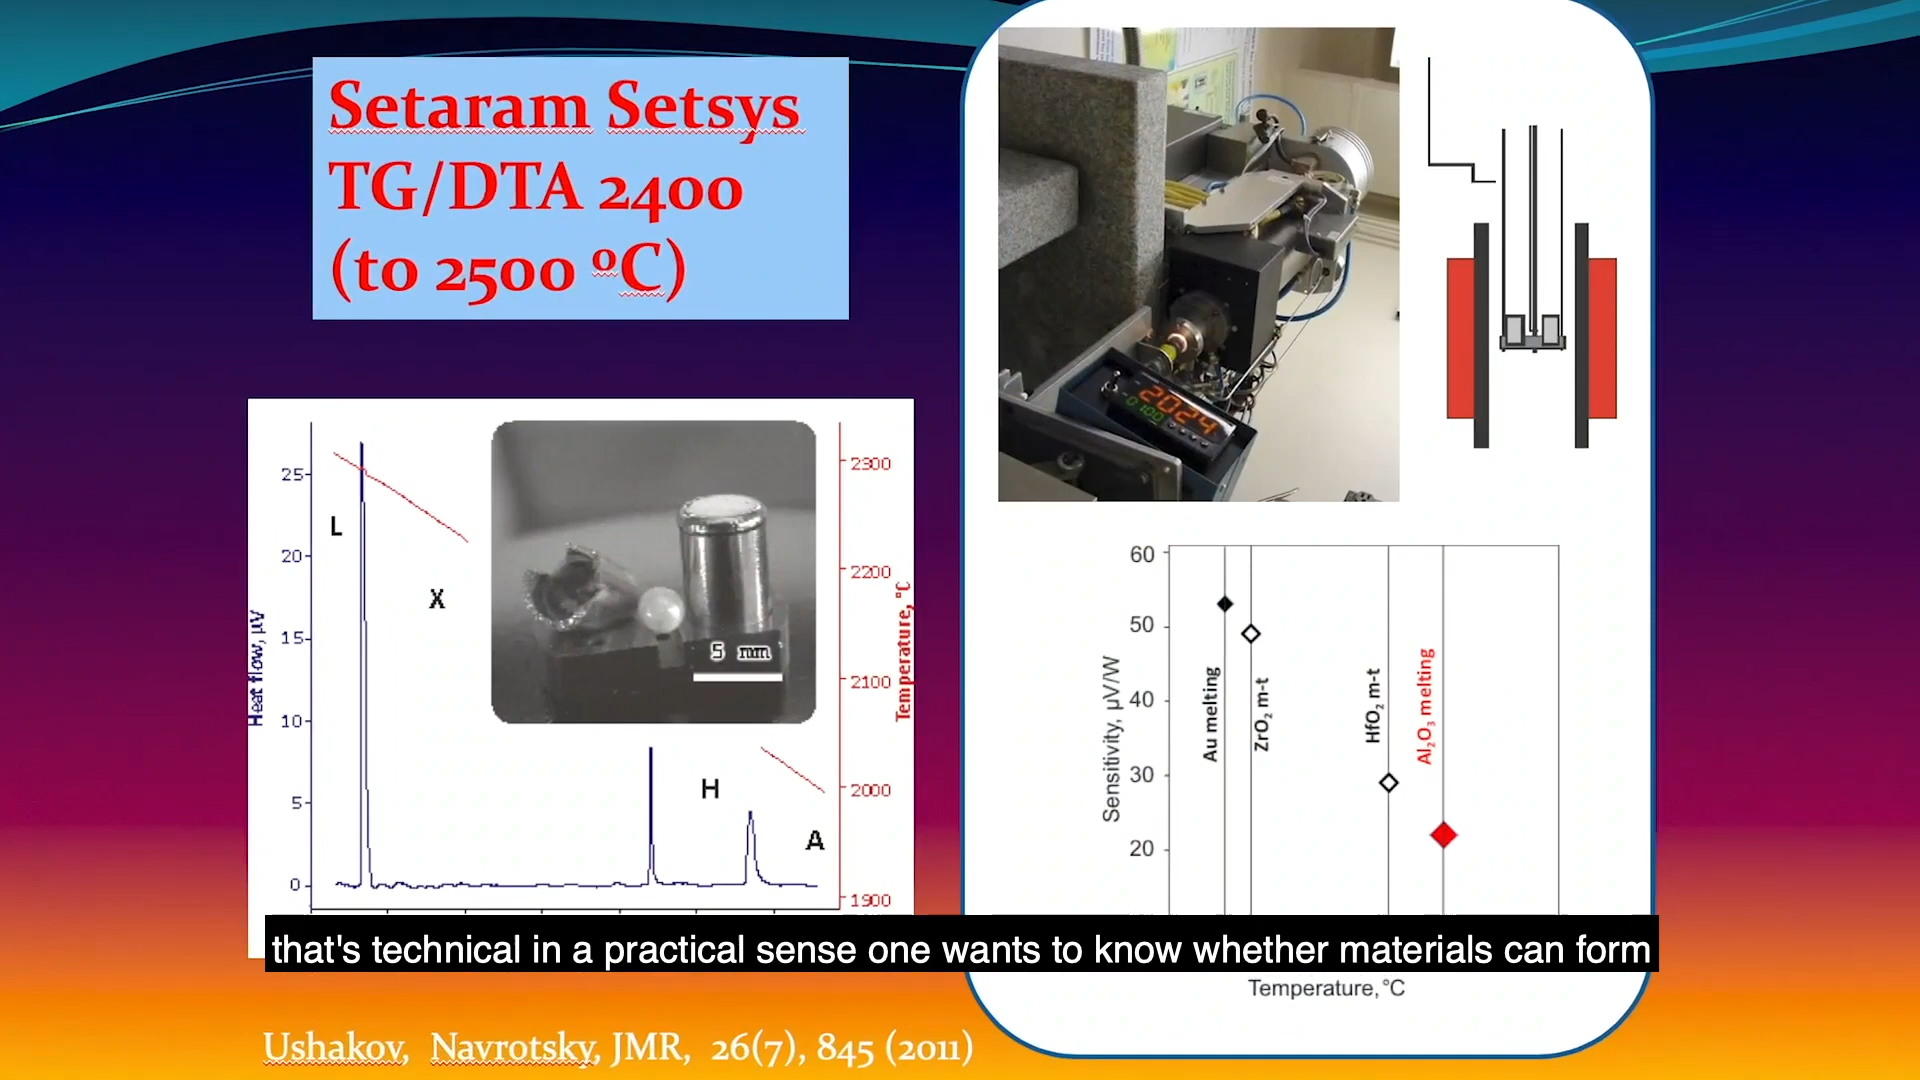 Setaram Setsys
TG/DTA 2400
(to 2500 ºC)
25
20
15
10
5
0
Heat flow, µV
L
X
H
A
5 mm
2300
2200
2100
2000
1900
Temperature, °C
2024
-0100
60
50
40
30
20
Sensitivity, µV/W
Au melting
ZrO₂ m-t
HfO₂ m-t
Al₂O₃ melting
Temperature, °C
that's technical in a practical sense one wants to know whether materials can form
Ushakov, Navrotsky, JMR, 26(7), 845 (2011)